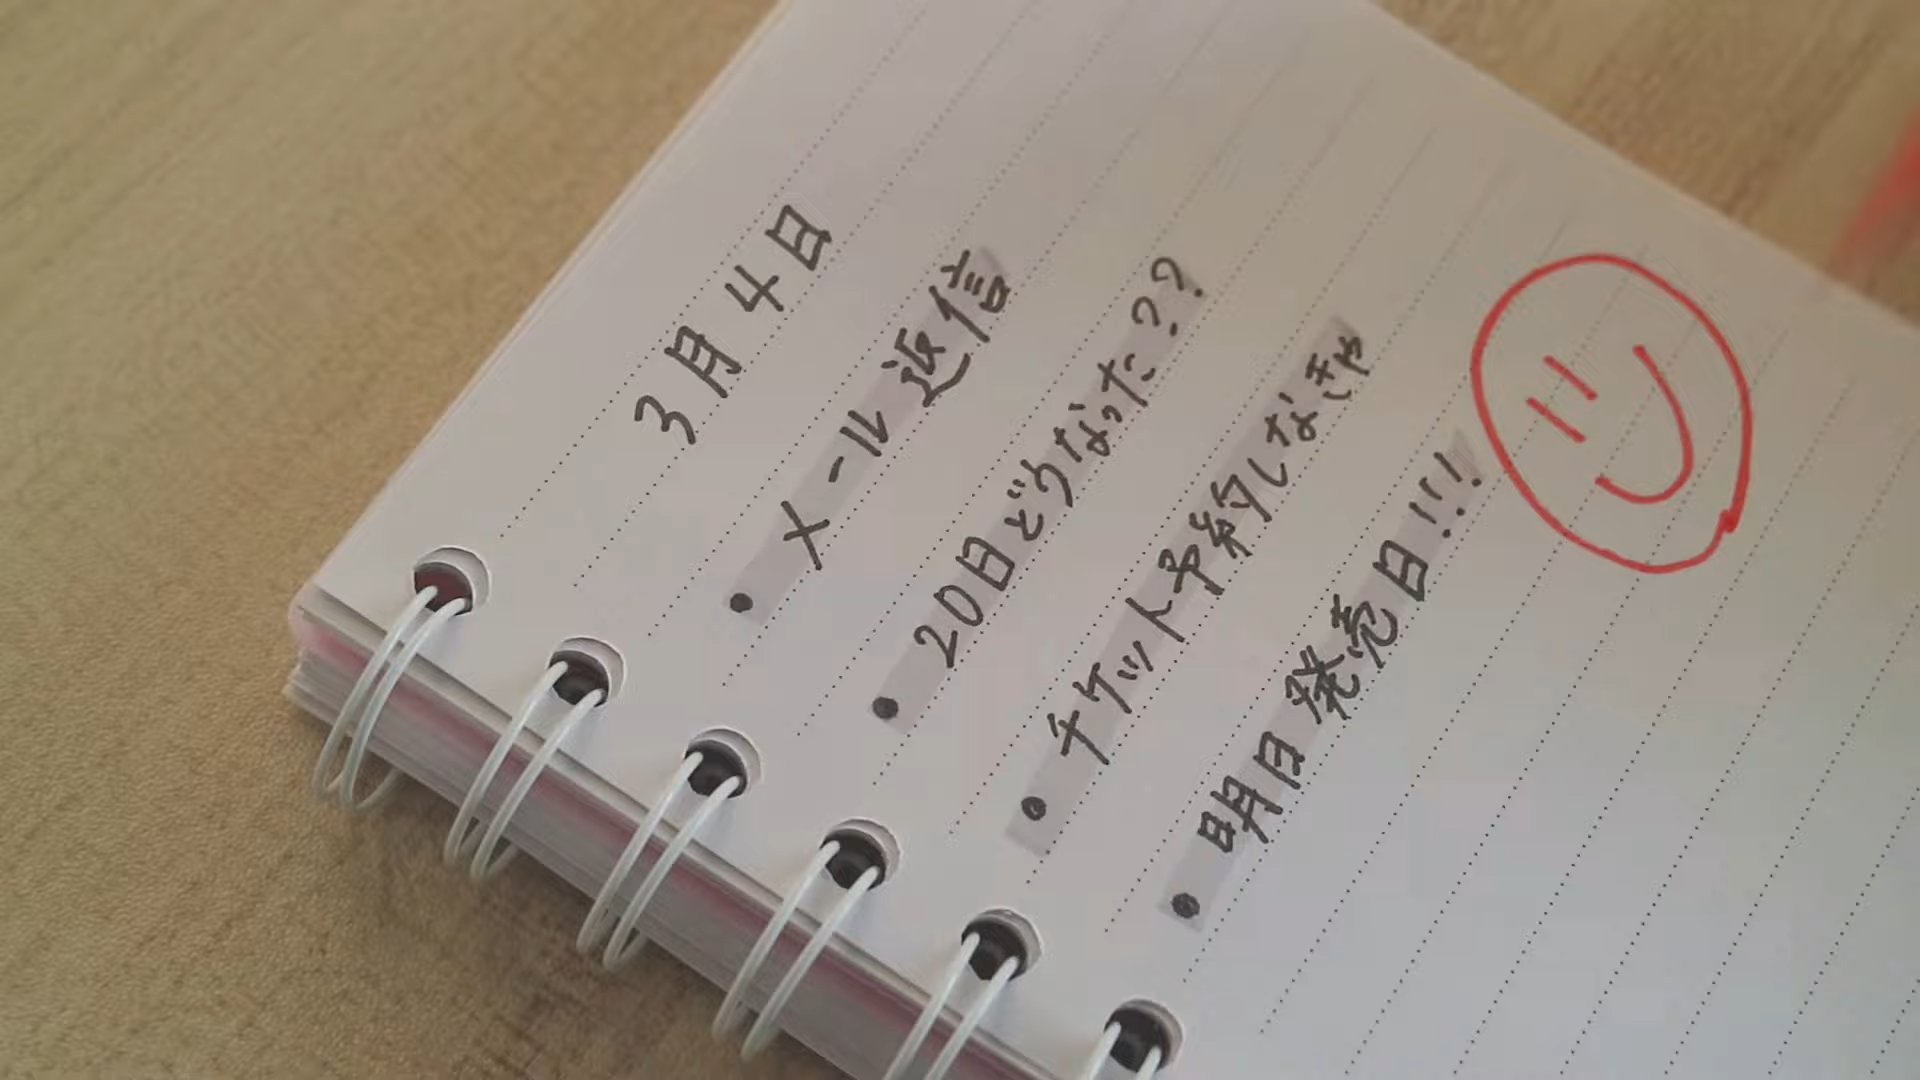 3月4日
• メール返信
• 20日どうなった??
• チケット予約しなきゃ
• 明日発売日!!!